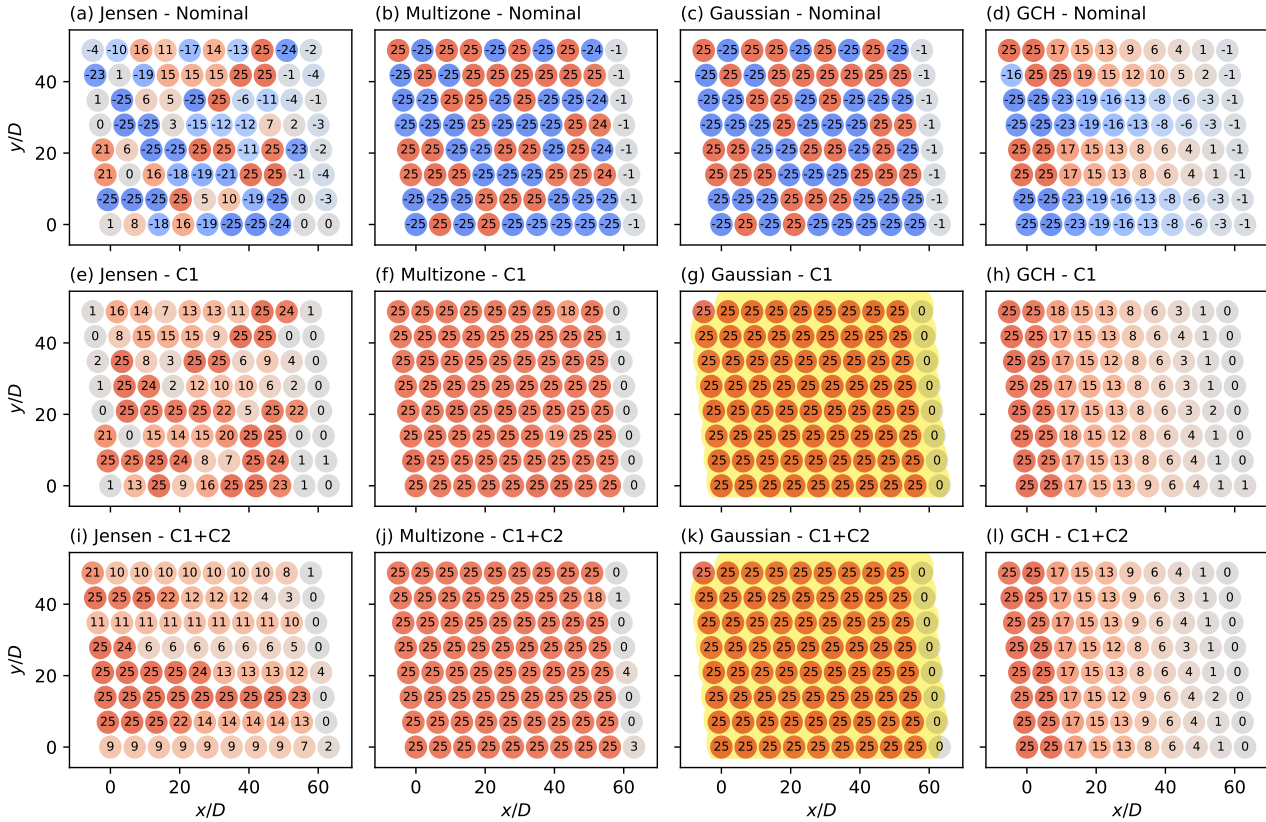 (a) Jensen - Nominal
-4 -10 16 11 -17 14 -13 25 -24 -2
-23 1 -19 15 15 15 25 25 -1 -4
1 -25 6 5 -25 25 -6 -11 -4 -1
0 -25 -25 3 -15 -12 -12 7 2 -3
21 6 -25 -25 25 25 -11 25 -23 -2
21 0 16 -18 -19 -21 25 25 -1 -4
-25 -25 -25 25 5 10 -19 -25 0 -3
1 8 -18 16 -19 -25 -25 -24 0 0
(b) Multizone - Nominal
25 -25 25 25 -25 25 -25 25 -24 -1
-25 25 -25 25 25 25 25 25 25 -1
-25 -25 25 -25 -25 25 -25 -25 -24 -1
-25 -25 -25 25 -25 -25 -25 25 24 -1
25 25 -25 -25 25 25 -25 25 -24 -1
25 25 25 -25 -25 -25 25 25 24 -1
-25 -25 -25 25 25 25 -25 -25 -25 -1
-25 25 -25 25 -25 -25 -25 -25 -25 -1
(c) Gaussian - Nominal
25 -25 25 25 -25 25 -25 25 -25 -1
-25 25 -25 25 25 25 25 25 25 -1
-25 -25 25 -25 -25 25 -25 -25 -25 -1
-25 -25 -25 25 -25 -25 -25 25 25 -1
25 25 -25 -25 25 25 -25 25 -25 -1
25 25 25 -25 -25 -25 25 25 25 -1
-25 -25 -25 25 25 25 -25 -25 -25 -1
-25 25 -25 25 -25 -25 -25 -25 -25 -1
(d) GCH - Nominal
25 25 17 15 13 9 6 4 1 -1
-16 25 25 19 15 12 10 5 2 -1
-25 -25 -23 -19 -16 -13 -8 -6 -3 -1
-25 -25 -23 -19 -16 -13 -8 -6 -3 -1
25 25 17 15 13 9 6 4 1 -1
25 25 17 15 13 8 6 4 1 -1
-25 -25 -23 -19 -16 -13 -8 -6 -3 -1
-25 -25 -23 -19 -16 -13 -8 -6 -3 -1
y/D
40
20
0
(e) Jensen - C1
1 16 14 7 13 13 11 25 24 1
0 8 15 15 15 9 25 25 0 0
2 25 8 3 25 25 6 9 4 0
1 25 24 2 12 10 10 6 2 0
0 25 25 25 25 22 5 25 22 0
21 0 15 14 15 20 25 25 0 0
25 25 25 24 8 7 25 24 1 1
1 13 25 9 16 25 25 23 1 0
(f) Multizone - C1
25 25 25 25 25 25 25 18 25 0
25 25 25 25 25 25 25 25 25 1
25 25 25 25 25 25 25 25 25 0
25 25 25 25 25 25 25 25 25 0
25 25 25 25 25 25 25 25 25 0
25 25 25 25 25 25 19 25 25 0
25 25 25 25 25 25 25 25 25 0
25 25 25 25 25 25 25 25 25 0
(g) Gaussian - C1
25 25 25 25 25 25 25 25 25 0
25 25 25 25 25 25 25 25 25 0
25 25 25 25 25 25 25 25 25 0
25 25 25 25 25 25 25 25 25 0
25 25 25 25 25 25 25 25 25 0
25 25 25 25 25 25 25 25 25 0
25 25 25 25 25 25 25 25 25 0
25 25 25 25 25 25 25 25 25 0
(h) GCH - C1
25 25 18 15 13 8 6 3 1 0
25 25 17 15 12 9 6 4 1 0
25 25 17 15 12 8 6 3 1 0
25 25 17 15 12 8 6 3 1 0
25 25 17 15 13 8 6 3 2 0
25 25 18 15 12 8 6 4 1 0
25 25 17 15 12 8 6 4 1 0
25 25 17 15 13 9 6 4 1 1
y/D
40
20
0
(i) Jensen - C1+C2
21 10 10 10 10 10 10 10 8 1
25 25 25 22 12 12 12 4 3 0
11 11 11 11 11 11 11 11 10 0
25 24 6 6 6 6 6 6 5 0
25 25 25 25 24 13 13 13 12 4
25 25 25 25 25 25 25 25 23 0
25 25 25 22 14 14 14 14 13 0
9 9 9 9 9 9 9 9 7 2
(j) Multizone - C1+C2
25 25 25 25 25 25 25 25 25 0
25 25 25 25 25 25 25 25 18 1
25 25 25 25 25 25 25 25 25 0
25 25 25 25 25 25 25 25 25 0
25 25 25 25 25 25 25 25 25 4
25 25 25 25 25 25 25 25 25 0
25 25 25 25 25 25 25 25 25 0
25 25 25 25 25 25 25 25 25 3
(k) Gaussian - C1+C2
25 25 25 25 25 25 25 25 25 0
25 25 25 25 25 25 25 25 25 0
25 25 25 25 25 25 25 25 25 0
25 25 25 25 25 25 25 25 25 0
25 25 25 25 25 25 25 25 25 0
25 25 25 25 25 25 25 25 25 0
25 25 25 25 25 25 25 25 25 0
25 25 25 25 25 25 25 25 25 0
(l) GCH - C1+C2
25 25 17 15 13 9 6 4 1 0
25 25 17 15 13 9 6 3 1 0
25 25 17 15 13 8 6 4 1 0
25 25 17 15 12 9 6 3 1 0
25 25 17 15 13 9 6 4 1 0
25 25 17 15 12 9 6 4 2 0
25 25 17 15 13 9 6 4 1 0
25 25 17 15 13 8 6 4 1 0
y/D
40
20
0
0 20 40 60
x/D
0 20 40 60
x/D
0 20 40 60
x/D
0 20 40 60
x/D